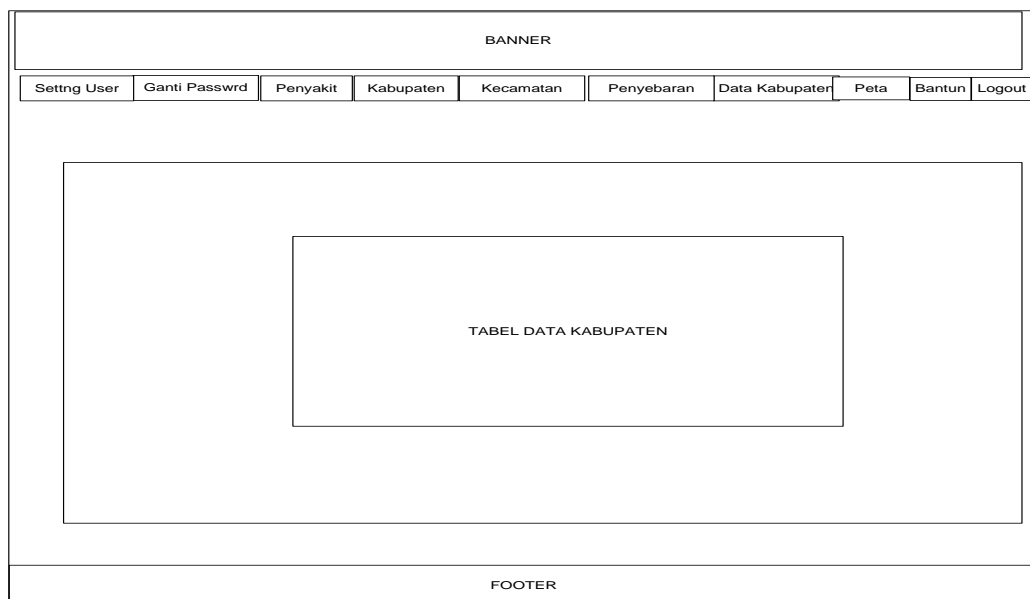 BANNER
Settng User Ganti Passwrd Penyakit Kabupaten Kecamatan Penyebaran Data Kabupaten Peta Bantun Logout
TABEL DATA KABUPATEN
FOOTER